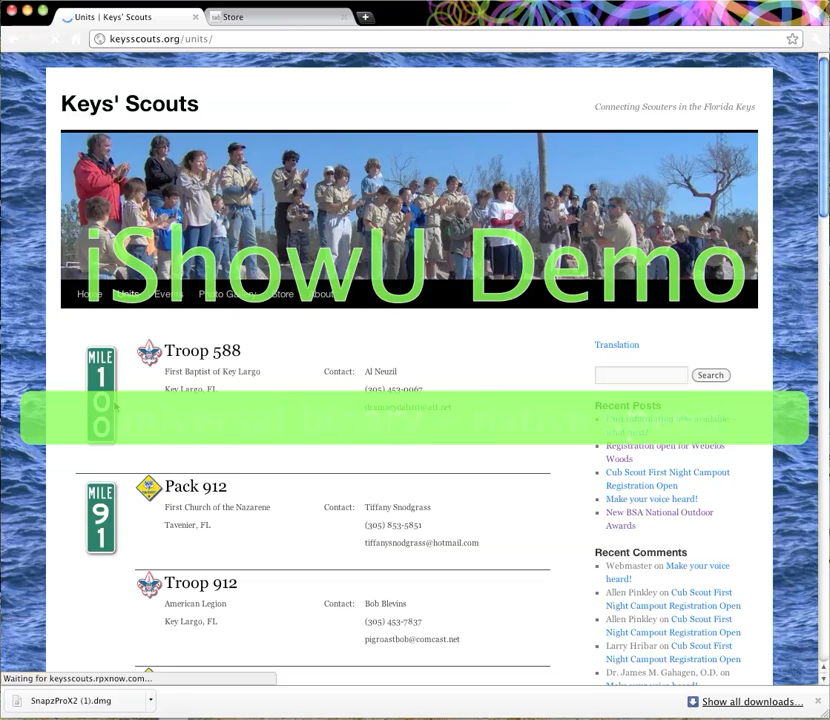 Units | Keys' Scouts
Store
keysscouts.org/units/
Keys' Scouts
Connecting Scouters in the Florida Keys
iShowU Demo
Home Units Events Photo Gallery Store About
MILE
1
0
0
Troop 588
First Baptist of Key Largo
Contact: Al Neuzil
Key Largo, FL
(305) 453-0067
Translation
Search
Recent Posts
Registration open for Webelos
Woods
Cub Scout First Night Campout
Registration Open
Make your voice heard!
New BSA National Outdoor
Awards
MILE
9
1
Pack 912
First Church of the Nazarene
Contact: Tiffany Snodgrass
Tavenier, FL
(305) 853-5851
tiffanysnodgrass@hotmail.com
Troop 912
American Legion
Contact: Bob Blevins
Key Largo, FL
(305) 453-7837
pigroastbob@comcast.net
Recent Comments
Webmaster on Make your voice
heard!
Allen Pinkley on Cub Scout First
Night Campout Registration Open
Allen Pinkley on Cub Scout First
Night Campout Registration Open
Larry Hribar on Cub Scout First
Night Campout Registration Open
Dr. James M. Gahagen, O.D. on
Waiting for keysscouts.rpxnow.com...
SnapzProX2 (1).dmg
Show all downloads...